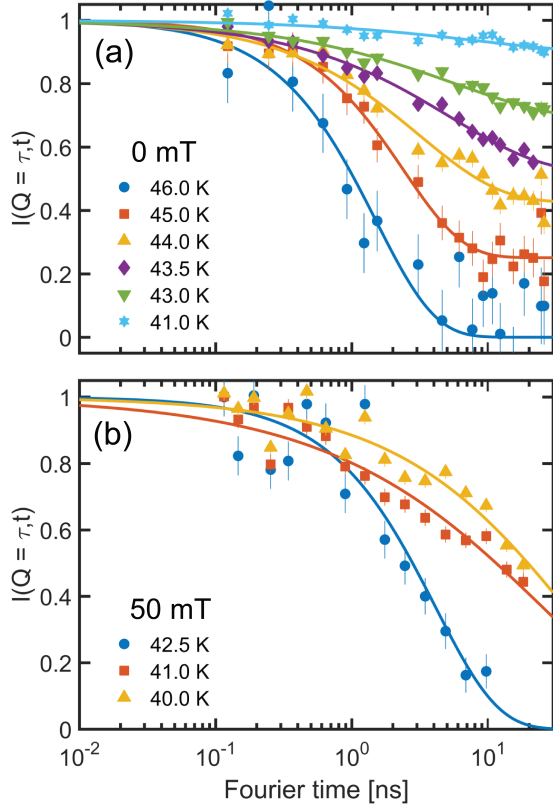 1
0.8
0.6
0.4
0.2
0
I(Q = τ,t)
(a)
0 mT
46.0 K
45.0 K
44.0 K
43.5 K
43.0 K
41.0 K
1
0.8
0.6
0.4
0.2
0
I(Q = τ,t)
(b)
50 mT
42.5 K
41.0 K
40.0 K
10⁻² 10⁻¹ 10⁰ 10¹
Fourier time [ns]